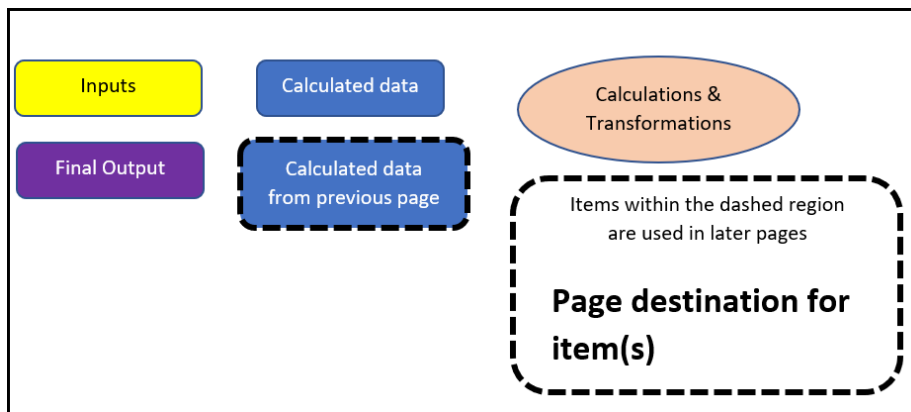 Inputs
Calculated data
Calculations &
Transformations
Final Output
Calculated data
from previous page
Items within the dashed region
are used in later pages
Page destination for
item(s)